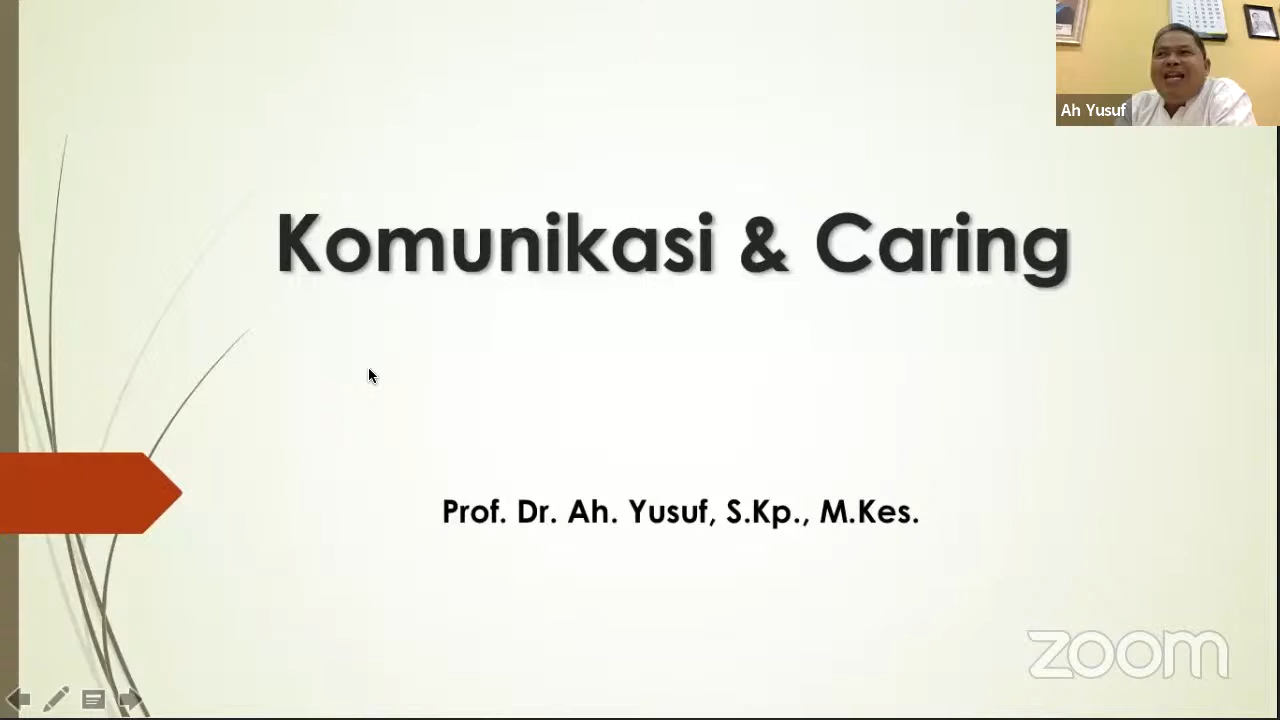 Ah Yusuf
Komunikasi & Caring
Prof. Dr. Ah. Yusuf, S.Kp., M.Kes.
zoom